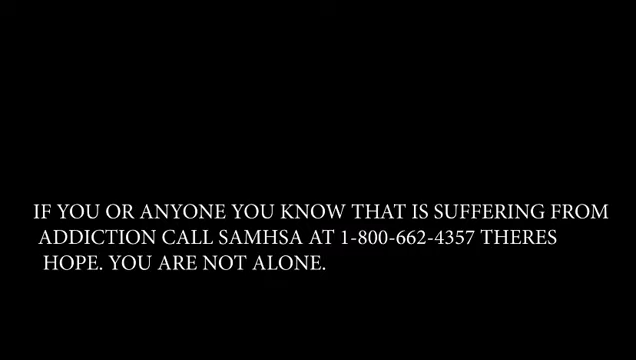 IF YOU OR ANYONE YOU KNOW THAT IS SUFFERING FROM
ADDICTION CALL SAMHSA AT 1-800-662-4357 THERES
HOPE. YOU ARE NOT ALONE.